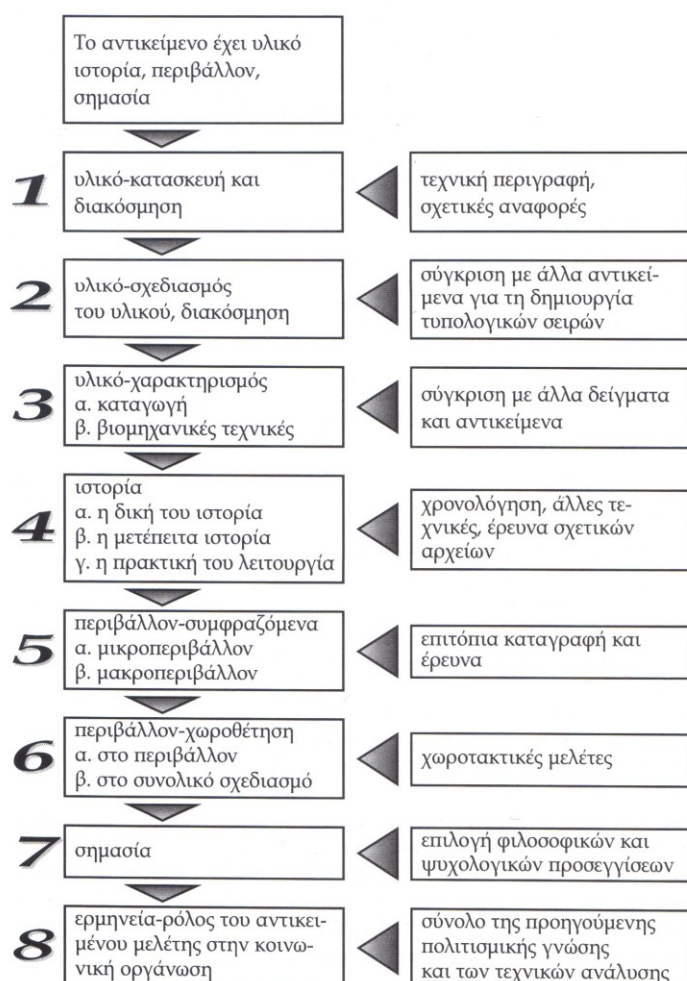 Το αντικείμενο έχει υλικό
ιστορία, περιβάλλον,
σημασία
1
υλικό-κατασκευή και
διακόσμηση
τεχνική περιγραφή,
σχετικές αναφορές
2
υλικό-σχεδιασμός
του υλικού, διακόσμηση
σύγκριση με άλλα αντικεί-
μενα για τη δημιουργία
τυπολογικών σειρών
3
υλικό-χαρακτηρισμός
α. καταγωγή
β. βιομηχανικές τεχνικές
σύγκριση με άλλα δείγματα
και αντικείμενα
4
ιστορία
α. η δική του ιστορία
β. η μετέπειτα ιστορία
γ. η πρακτική του λειτουργία
χρονολόγηση, άλλες τε-
χνικές, έρευνα σχετικών
αρχείων
5
περιβάλλον-συμφραζόμενα
α. μικροπεριβάλλον
β. μακροπεριβάλλον
επιτόπια καταγραφή και
έρευνα
6
περιβάλλον-χωροθέτηση
α. στο περιβάλλον
β. στο συνολικό σχεδιασμό
χωροτακτικές μελέτες
7
σημασία
επιλογή φιλοσοφικών και
ψυχολογικών προσεγγίσεων
8
ερμηνεία-ρόλος του αντικει-
μένου μελέτης στην κοινω-
νική οργάνωση
σύνολο της προηγούμενης
πολιτισμικής γνώσης
και των τεχνικών ανάλυσης